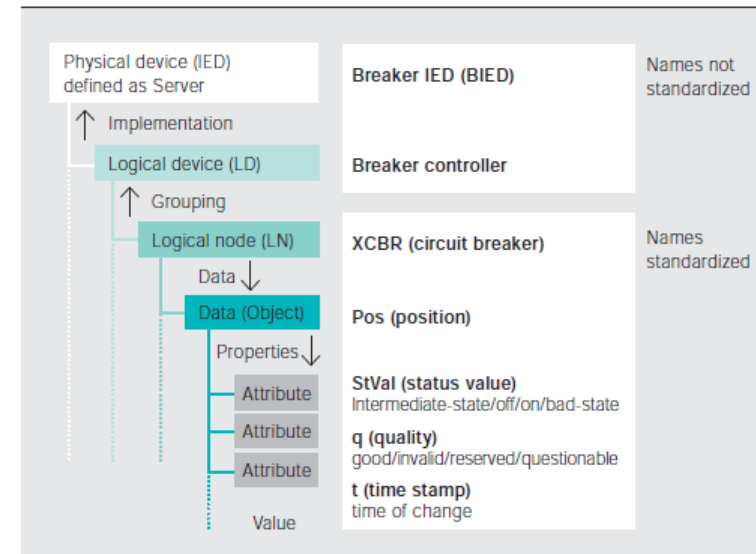 Physical device (IED)
defined as Server
Breaker IED (BIED)
Names not
standardized
Implementation
Logical device (LD)
Breaker controller
Grouping
Logical node (LN)
XCBR (circuit breaker)
Names
standardized
Data
Data (Object)
Pos (position)
Properties
Attribute
StVal (status value)
Intermediate-state/off/on/bad-state
Attribute
q (quality)
good/invalid/reserved/questionable
Attribute
t (time stamp)
time of change
Value